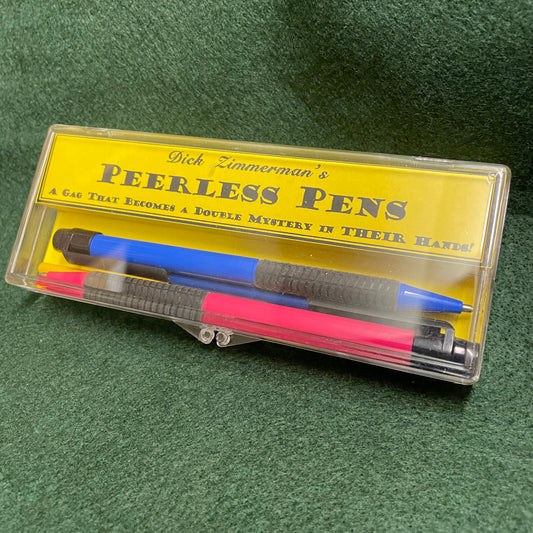 Dick Zimmerman's
PEERLESS PENS
A GAG THAT BECOMES A DOUBLE MYSTERY IN THEIR HANDS!